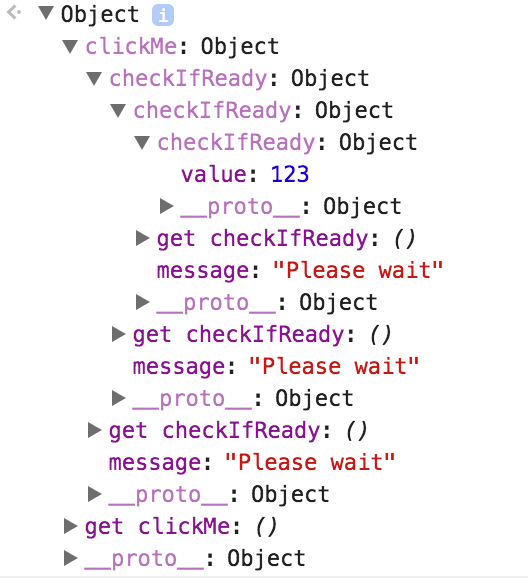 Object i
clickMe: Object
checkIfReady: Object
checkIfReady: Object
checkIfReady: Object
value: 123
__proto__: Object
get checkIfReady: ()
message: "Please wait"
__proto__: Object
get checkIfReady: ()
message: "Please wait"
__proto__: Object
get checkIfReady: ()
message: "Please wait"
__proto__: Object
get clickMe: ()
__proto__: Object